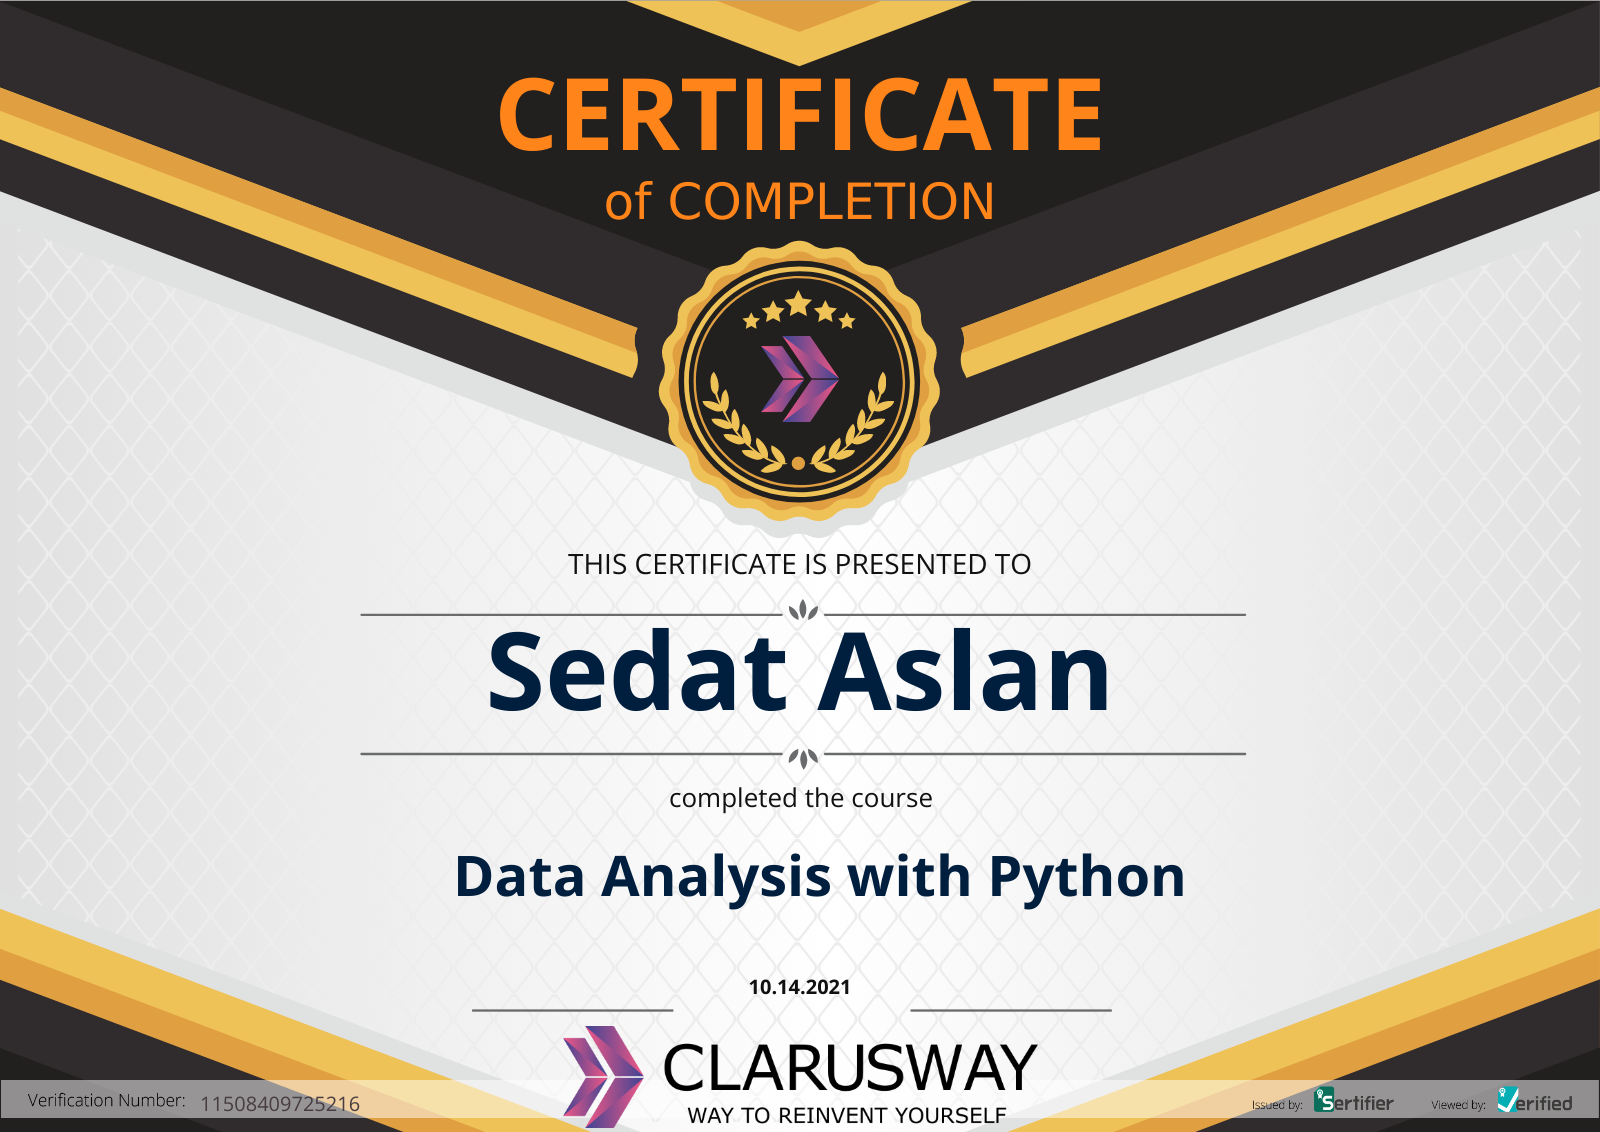 CERTIFICATE
of COMPLETION
THIS CERTIFICATE IS PRESENTED TO
Sedat Aslan
completed the course
Data Analysis with Python
10.14.2021
CLARUSWAY
WAY TO REINVENT YOURSELF
Verification Number: 11508409725216
Issued by: Sertifier Viewed by: Verified